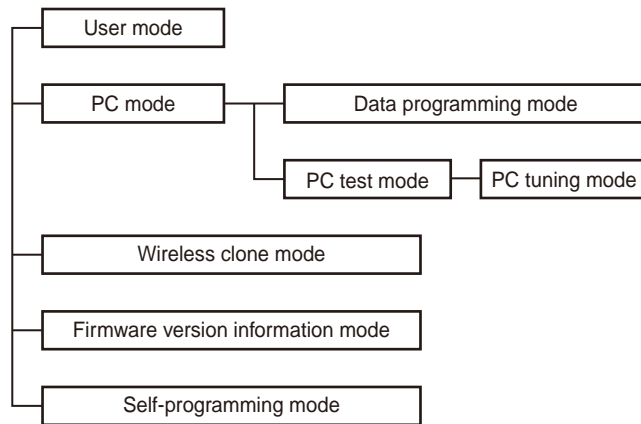 User mode
PC mode
Data programming mode
PC test mode
PC tuning mode
Wireless clone mode
Firmware version information mode
Self-programming mode